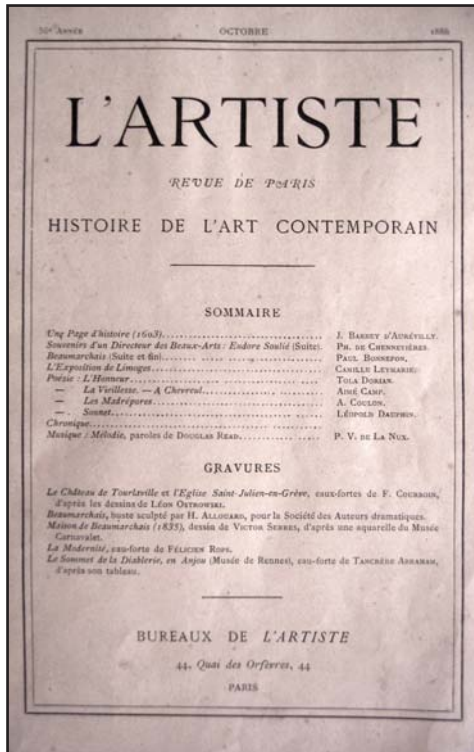 56e ANNÉE OCTOBRE 1886
L'ARTISTE
REVUE DE PARIS
HISTOIRE DE L'ART CONTEMPORAIN
SOMMAIRE
Une Page d'histoire (1603)........ J. BARBEY D'AURÉVILLY.
Souvenirs d'un Directeur des Beaux-Arts : Eudore Soulié (Suite). PH. DE CHENNEVIÈRES.
Beaumarchais (Suite et fin)........ PAUL BONNEFON.
L'Exposition de Limoges........ CAMILLE LEYMARIE.
Poésie : L'Honneur........ TOLA DORIAN.
— La Vieillesse. — A Chevreul........ AIMÉ CAMP.
— Les Madrépores........ A. COULON.
— Sonnet........ LÉOPOLD DAUPHIN.
Chronique........
Musique : Mélodie, paroles de DOUGLAS READ........ P. V. DE LA NUX.
GRAVURES
Le Château de Tourlaville et l'Eglise Saint-Julien-en-Grève, eaux-fortes de F. COURBOIN,
d'après les dessins de LÉON OSTROWSKI.
Beaumarchais, buste sculpté par H. ALLOUARD, pour la Société des Auteurs dramatiques.
Maison de Beaumarchais (1835), dessin de VICTOR SERRES, d'après une aquarelle du Musée
Carnavalet.
La Modernité, eau-forte de FÉLICIEN ROPS.
Le Sommet de la Diablerie, en Anjou (Musée de Rennes), eau-forte de TANCRÈDE ABRAHAM,
d'après son tableau.
BUREAUX DE L'ARTISTE
44, Quai des Orfèvres, 44
PARIS